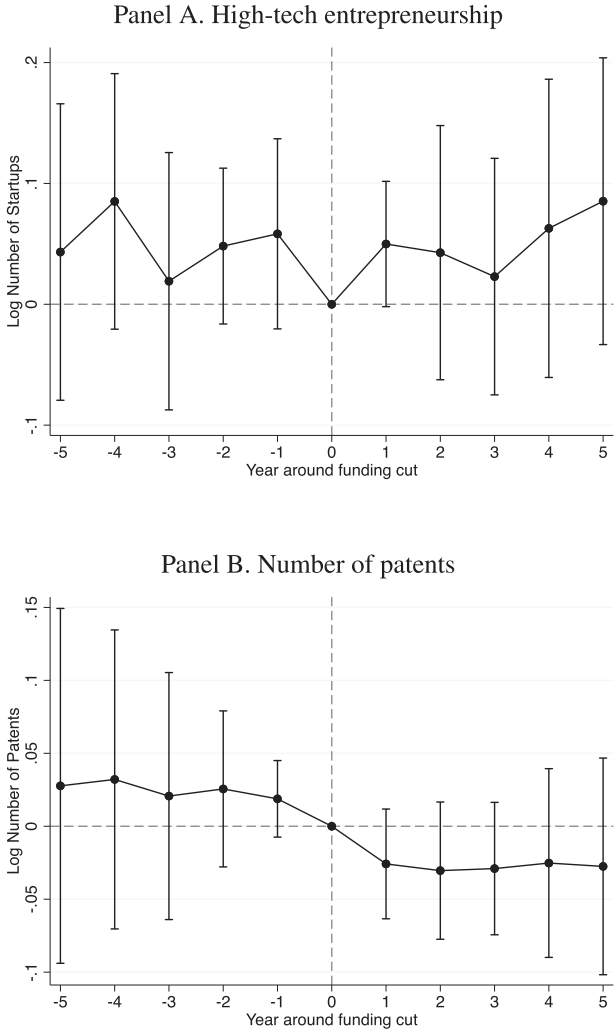 Panel A. High-tech entrepreneurship
Log Number of Startups
.2
.1
0
-.1
-5 -4 -3 -2 -1 0 1 2 3 4 5
Year around funding cut
Panel B. Number of patents
Log Number of Patents
.15
.1
.05
0
-.05
-.1
-5 -4 -3 -2 -1 0 1 2 3 4 5
Year around funding cut